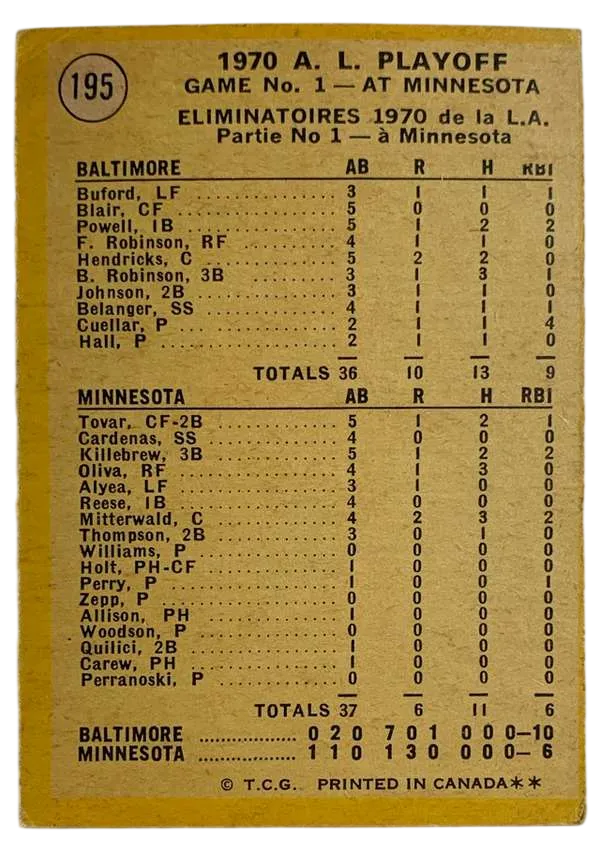 195
1970 A. L. PLAYOFF
GAME No. 1 — AT MINNESOTA
ELIMINATOIRES 1970 de la L.A.
Partie No 1 — à Minnesota
BALTIMORE AB R H RBI
Buford, LF 3 1 1 1
Blair, CF 5 0 0 0
Powell, 1B 5 1 2 2
F. Robinson, RF 4 1 1 0
Hendricks, C 5 2 2 0
B. Robinson, 3B 3 1 3 1
Johnson, 2B 3 1 1 0
Belanger, SS 4 1 1 1
Cuellar, P 2 1 1 4
Hall, P 2 1 1 0
TOTALS 36 10 13 9
MINNESOTA AB R H RBI
Tovar, CF-2B 5 1 2 1
Cardenas, SS 4 0 0 0
Killebrew, 3B 5 1 2 2
Oliva, RF 4 1 3 0
Alyea, LF 3 1 0 0
Reese, 1B 4 0 0 0
Mitterwald, C 4 2 3 2
Thompson, 2B 3 0 1 0
Williams, P 0 0 0 0
Holt, PH-CF 1 0 0 0
Perry, P 1 0 0 1
Zepp, P 0 0 0 0
Allison, PH 1 0 0 0
Woodson, P 0 0 0 0
Quilici, 2B 1 0 0 0
Carew, PH 1 0 0 0
Perranoski, P 0 0 0 0
TOTALS 37 6 11 6
BALTIMORE 0 2 0 7 0 1 0 0 0–10
MINNESOTA 1 1 0 1 3 0 0 0 0– 6
© T.C.G. PRINTED IN CANADA**